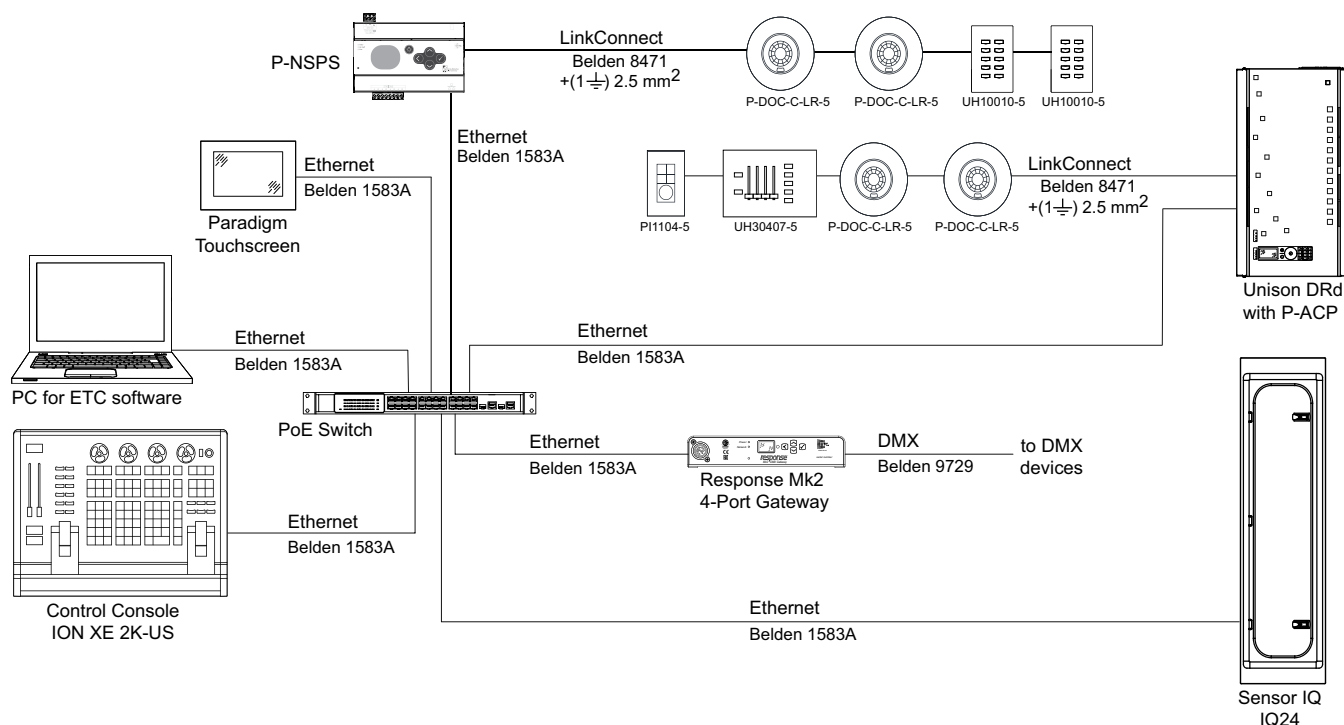 P-NSPS
LinkConnect
Belden 8471
+(1⏚) 2.5 mm²
P-DOC-C-LR-5
P-DOC-C-LR-5
UH10010-5
UH10010-5
Ethernet
Belden 1583A
Ethernet
Belden 1583A
Paradigm
Touchscreen
PI1104-5
UH30407-5
P-DOC-C-LR-5
P-DOC-C-LR-5
LinkConnect
Belden 8471
+(1⏚) 2.5 mm²
Unison DRd
with P-ACP
Ethernet
Belden 1583A
PC for ETC software
Ethernet
Belden 1583A
PoE Switch
Ethernet
Belden 1583A
response
Response Mk2
4-Port Gateway
DMX
Belden 9729
to DMX
devices
Ethernet
Belden 1583A
Control Console
ION XE 2K-US
Ethernet
Belden 1583A
Sensor IQ
IQ24